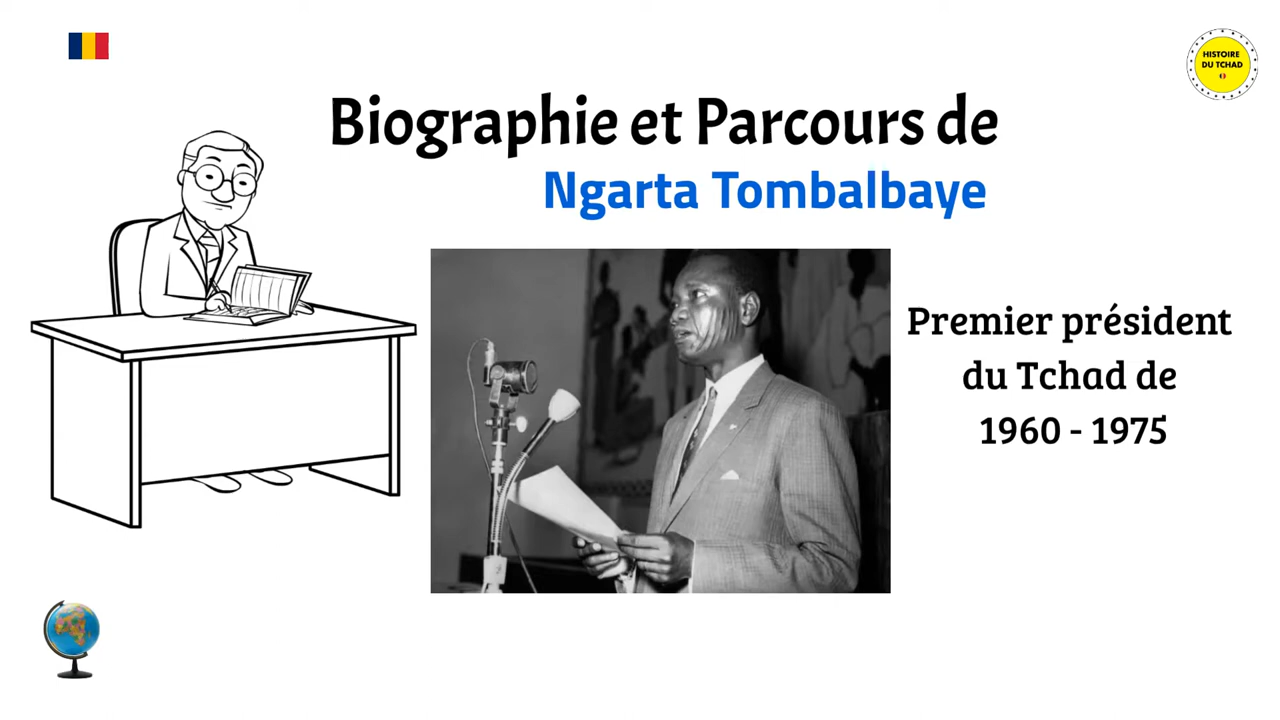 HISTOIRE
DU TCHAD
Biographie et Parcours de
Ngarta Tombalbaye
Premier président
du Tchad de
1960 - 1975